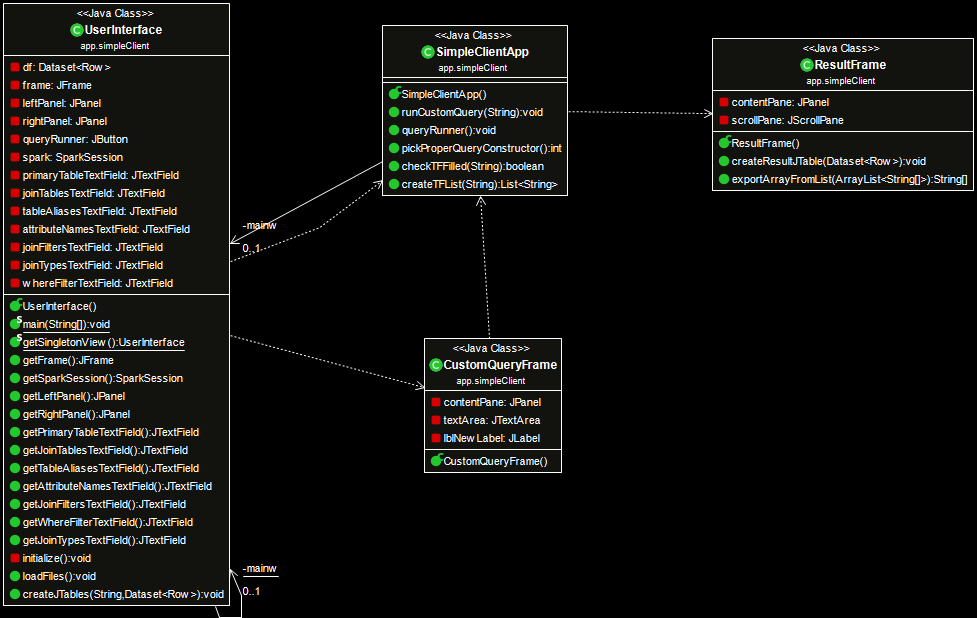 <<Java Class>>
UserInterface
app.simpleClient
df: Dataset<Row>
frame: JFrame
leftPanel: JPanel
rightPanel: JPanel
queryRunner: JButton
spark: SparkSession
primaryTableTextField: JTextField
joinTablesTextField: JTextField
tableAliasesTextField: JTextField
attributeNamesTextField: JTextField
joinFiltersTextField: JTextField
joinTypesTextField: JTextField
whereFilterTextField: JTextField
UserInterface()
main(String[]):void
getSingletonView():UserInterface
getFrame():JFrame
getSparkSession():SparkSession
getLeftPanel():JPanel
getRightPanel():JPanel
getPrimaryTableTextField():JTextField
getJoinTablesTextField():JTextField
getTableAliasesTextField():JTextField
getAttributeNamesTextField():JTextField
getJoinFiltersTextField():JTextField
getWhereFilterTextField():JTextField
getJoinTypesTextField():JTextField
initialize():void
loadFiles():void
createJTables(String,Dataset<Row>):void
-mainw
0..1
-mainw
0..1
<<Java Class>>
SimpleClientApp
app.simpleClient
SimpleClientApp()
runCustomQuery(String):void
queryRunner():void
pickProperQueryConstructor():int
checkTFFilled(String):boolean
createTFList(String):List<String>
<<Java Class>>
CustomQueryFrame
app.simpleClient
contentPane: JPanel
textArea: JTextArea
lblNewLabel: JLabel
CustomQueryFrame()
<<Java Class>>
ResultFrame
app.simpleClient
contentPane: JPanel
scrollPane: JScrollPane
ResultFrame()
createResultJTable(Dataset<Row>):void
exportArrayFromList(ArrayList<String[]>):String[]